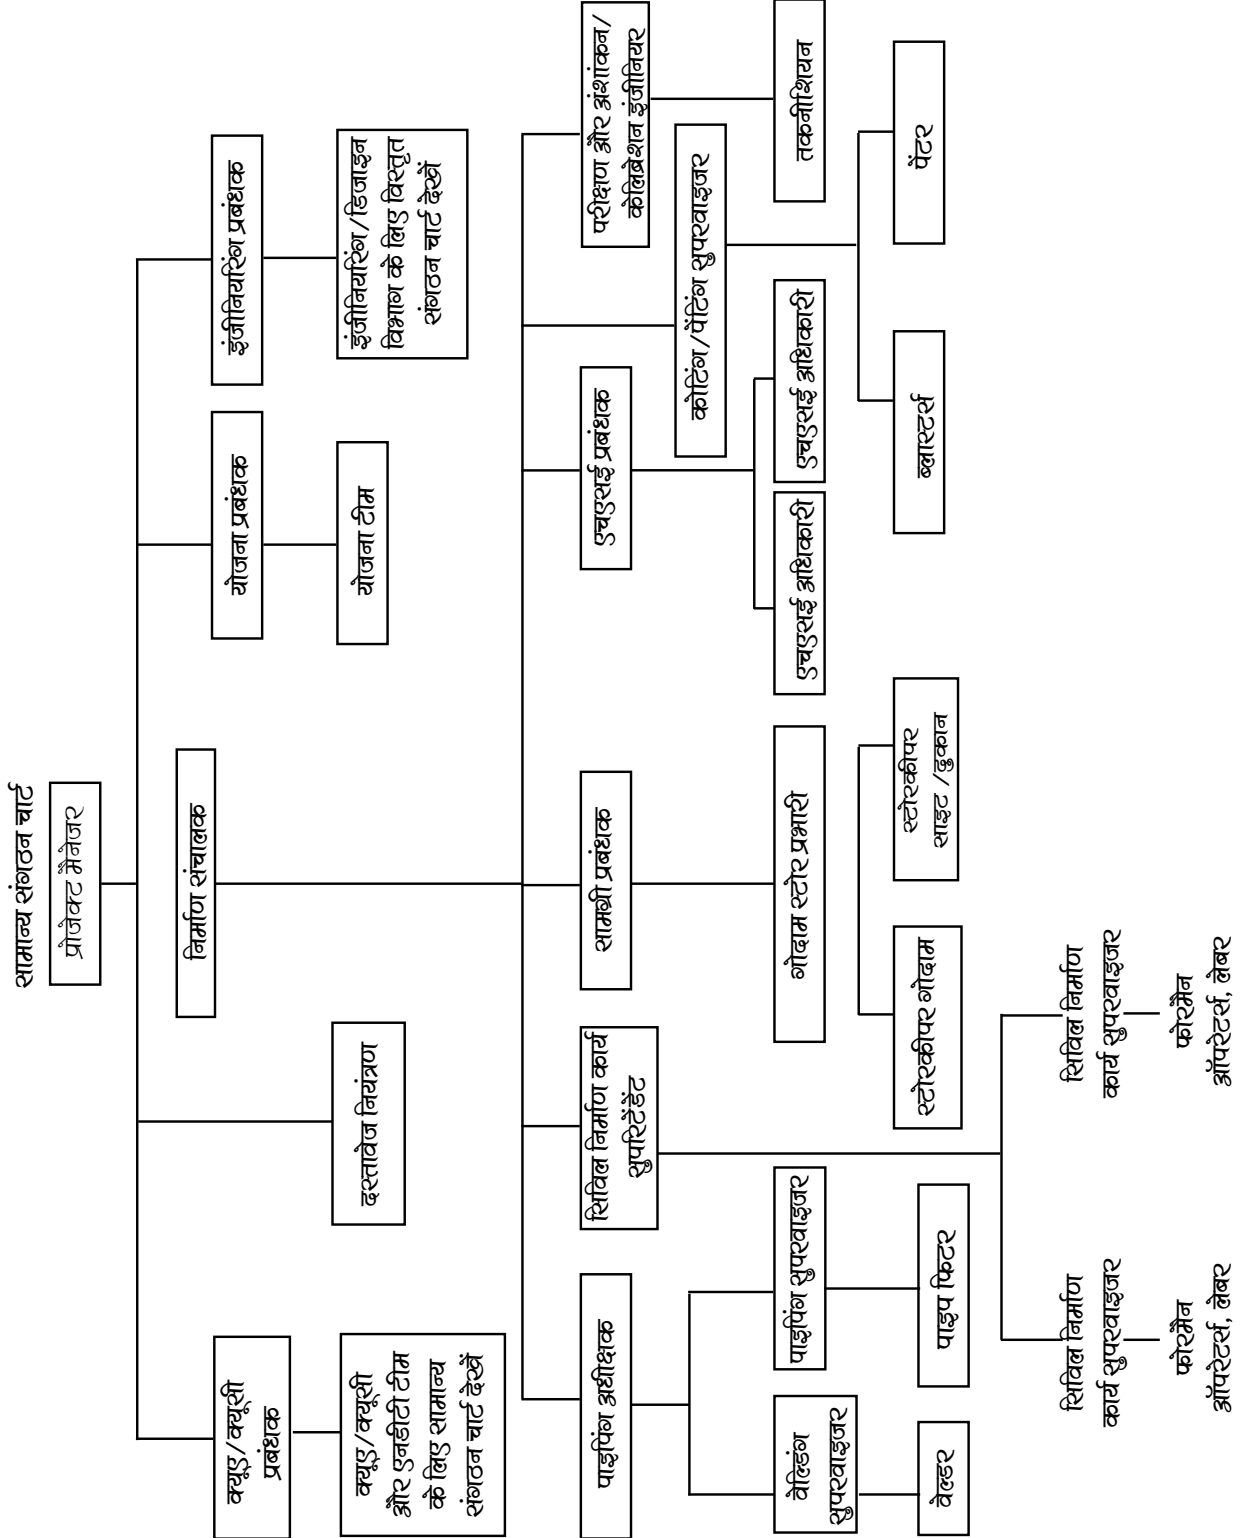 सामान्य संगठन चार्ट
प्रोजेक्ट मैनेजर
क्यूए/क्यूसी
प्रबंधक
दस्तावेज नियंत्रण
निर्माण संचालक
योजना प्रबंधक
इंजीनियरिंग प्रबंधक
क्यूए/क्यूसी
और एनडीटी टीम
के लिए सामान्य
संगठन चार्ट देखें
योजना टीम
इंजीनियरिंग/डिजाइन
विभाग के लिए विस्तृत
संगठन चार्ट देखें
पाइपिंग अधीक्षक
सिविल निर्माण कार्य
सुपरिटेंडेंट
सामग्री प्रबंधक
एचएसई प्रबंधक
परीक्षण और अंशांकन/
केलिब्रेशन इंजीनियर
कोटिंग/पेंटिंग सुपरवाइजर
वेल्डिंग
सुपरवाइजर
पाइपिंग सुपरवाइजर
गोदाम स्टोर प्रभारी
एचएसई अधिकारी
एचएसई अधिकारी
तकनीशियन
वेल्डर
पाइप फिटर
स्टोरकीपर गोदाम
स्टोरकीपर
साइट /दुकान
ब्लास्टर्स
पेंटर
सिविल निर्माण
कार्य सुपरवाइजर
सिविल निर्माण
कार्य सुपरवाइजर
फोरमैन
ऑपरेटर्स, लेबर
फोरमैन
ऑपरेटर्स, लेबर